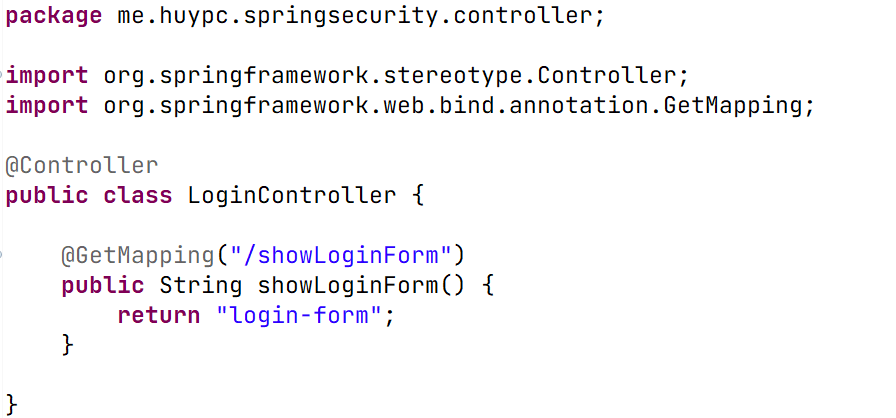 package me.huypc.springsecurity.controller;
import org.springframework.stereotype.Controller;
import org.springframework.web.bind.annotation.GetMapping;
@Controller
public class LoginController {
@GetMapping("/showLoginForm")
public String showLoginForm() {
return "login-form";
}
}